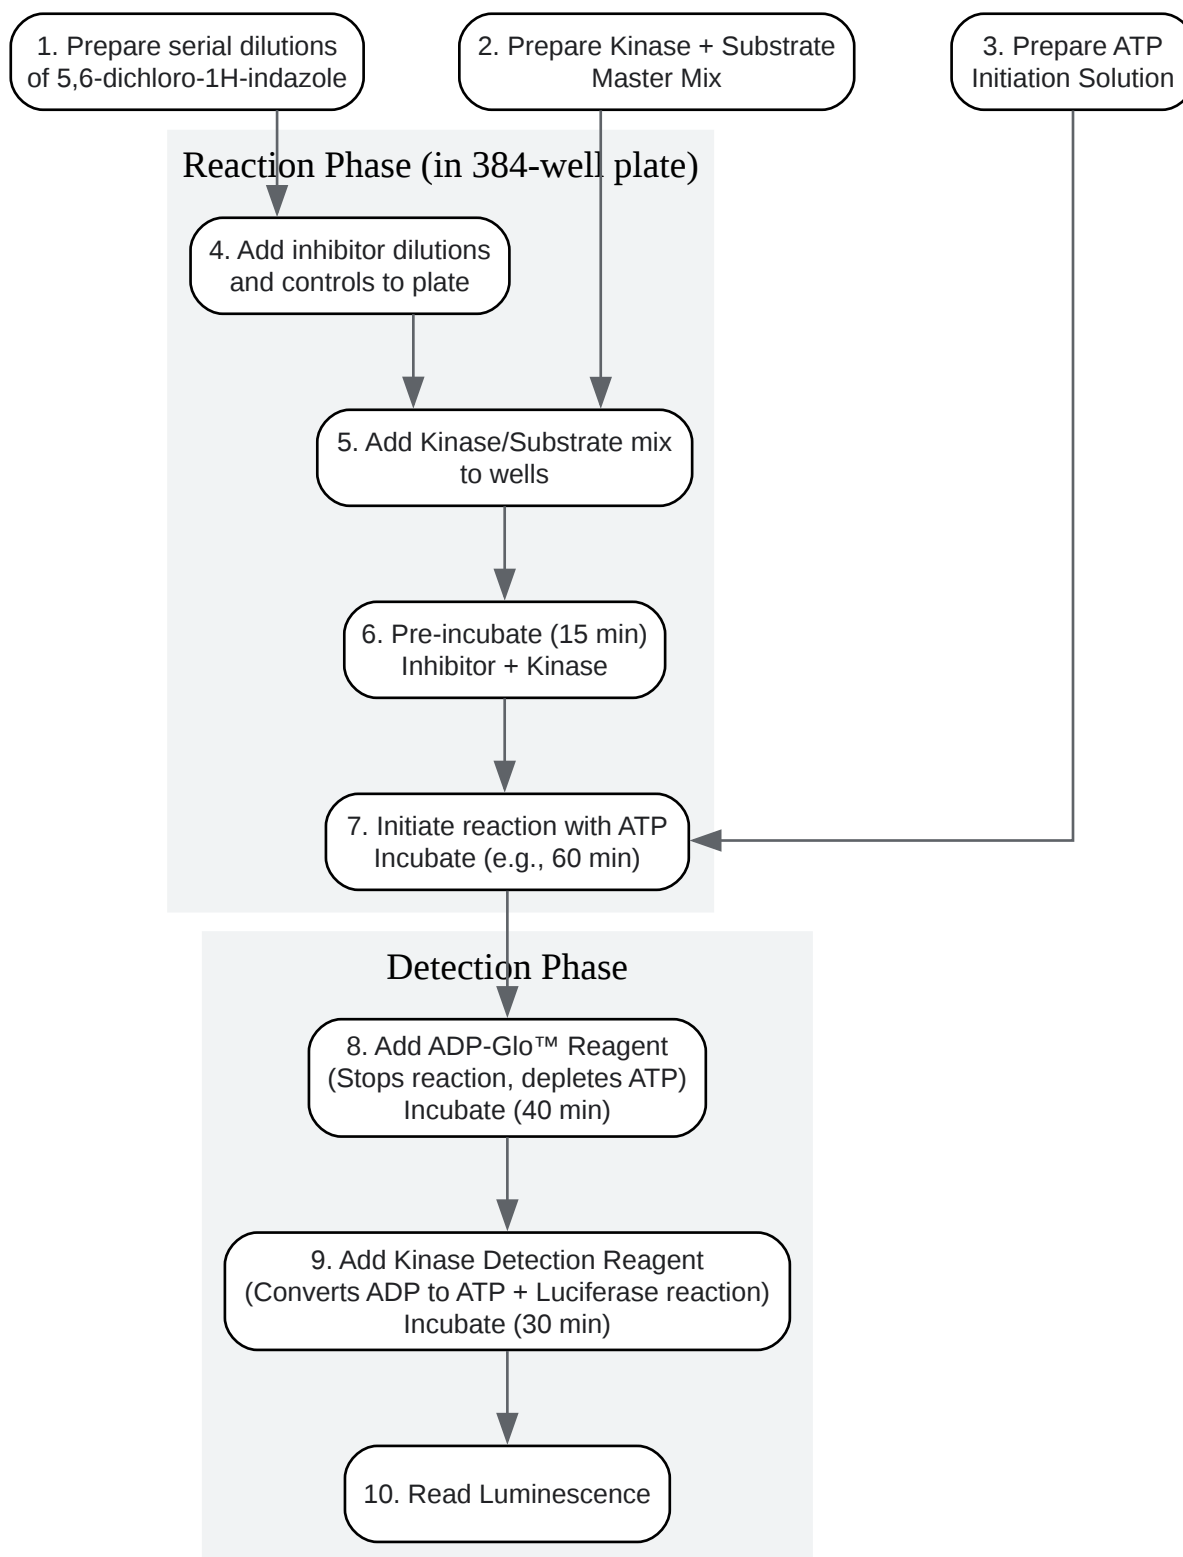 1. Prepare serial dilutions
of 5,6-dichloro-1H-indazole
2. Prepare Kinase + Substrate
Master Mix
3. Prepare ATP
Initiation Solution
Reaction Phase (in 384-well plate)
4. Add inhibitor dilutions
and controls to plate
5. Add Kinase/Substrate mix
to wells
6. Pre-incubate (15 min)
Inhibitor + Kinase
7. Initiate reaction with ATP
Incubate (e.g., 60 min)
Detection Phase
8. Add ADP-Glo™ Reagent
(Stops reaction, depletes ATP)
Incubate (40 min)
9. Add Kinase Detection Reagent
(Converts ADP to ATP + Luciferase reaction)
Incubate (30 min)
10. Read Luminescence